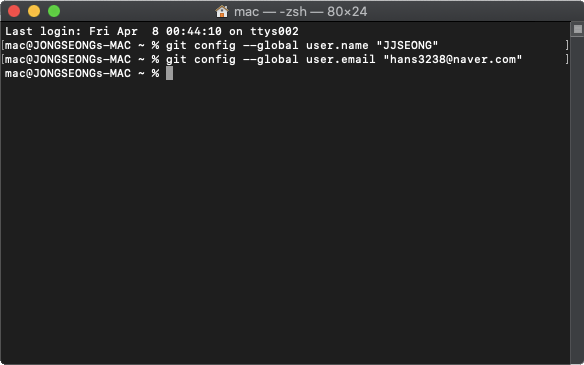 mac — -zsh — 80×24
Last login: Fri Apr  8 00:44:10 on ttys002
[mac@JONGSEONGs-MAC ~ % git config --global user.name "JJSEONG" ]
[mac@JONGSEONGs-MAC ~ % git config --global user.email "hans3238@naver.com" ]
mac@JONGSEONGs-MAC ~ %